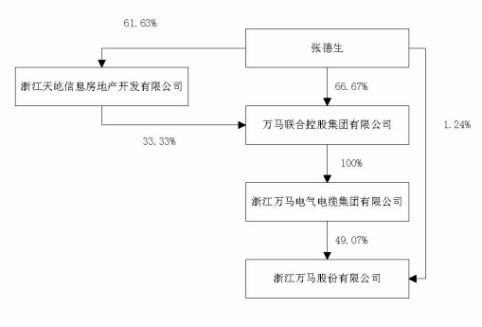 61.63%
张德生
浙江天屹信息房地产开发有限公司
66.67%
万马联合控股集团有限公司
1.24%
33.33%
100%
浙江万马电气电缆集团有限公司
49.07%
浙江万马股份有限公司